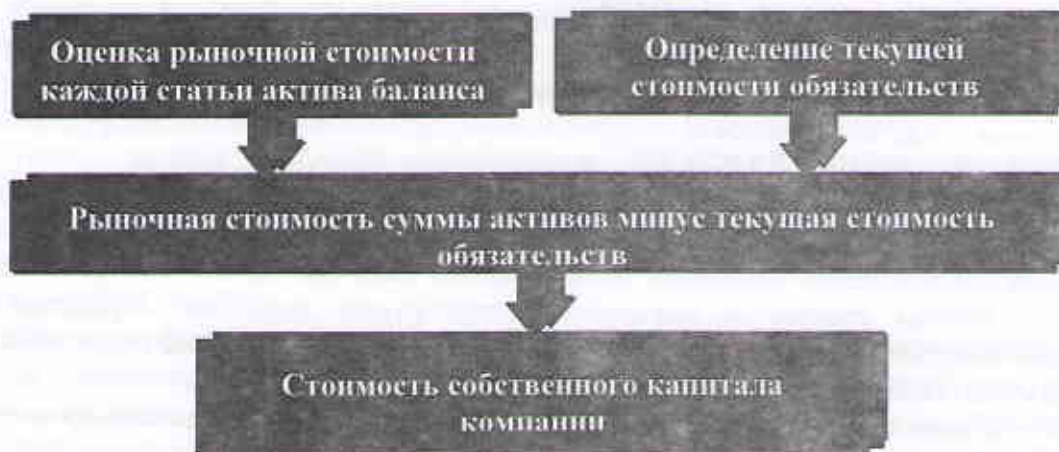 Оценка рыночной стоимости
каждой статьи актива баланса
Определение текущей
стоимости обязательств
Рыночная стоимость суммы активов минус текущая стоимость
обязательств
Стоимость собственного капитала
компании